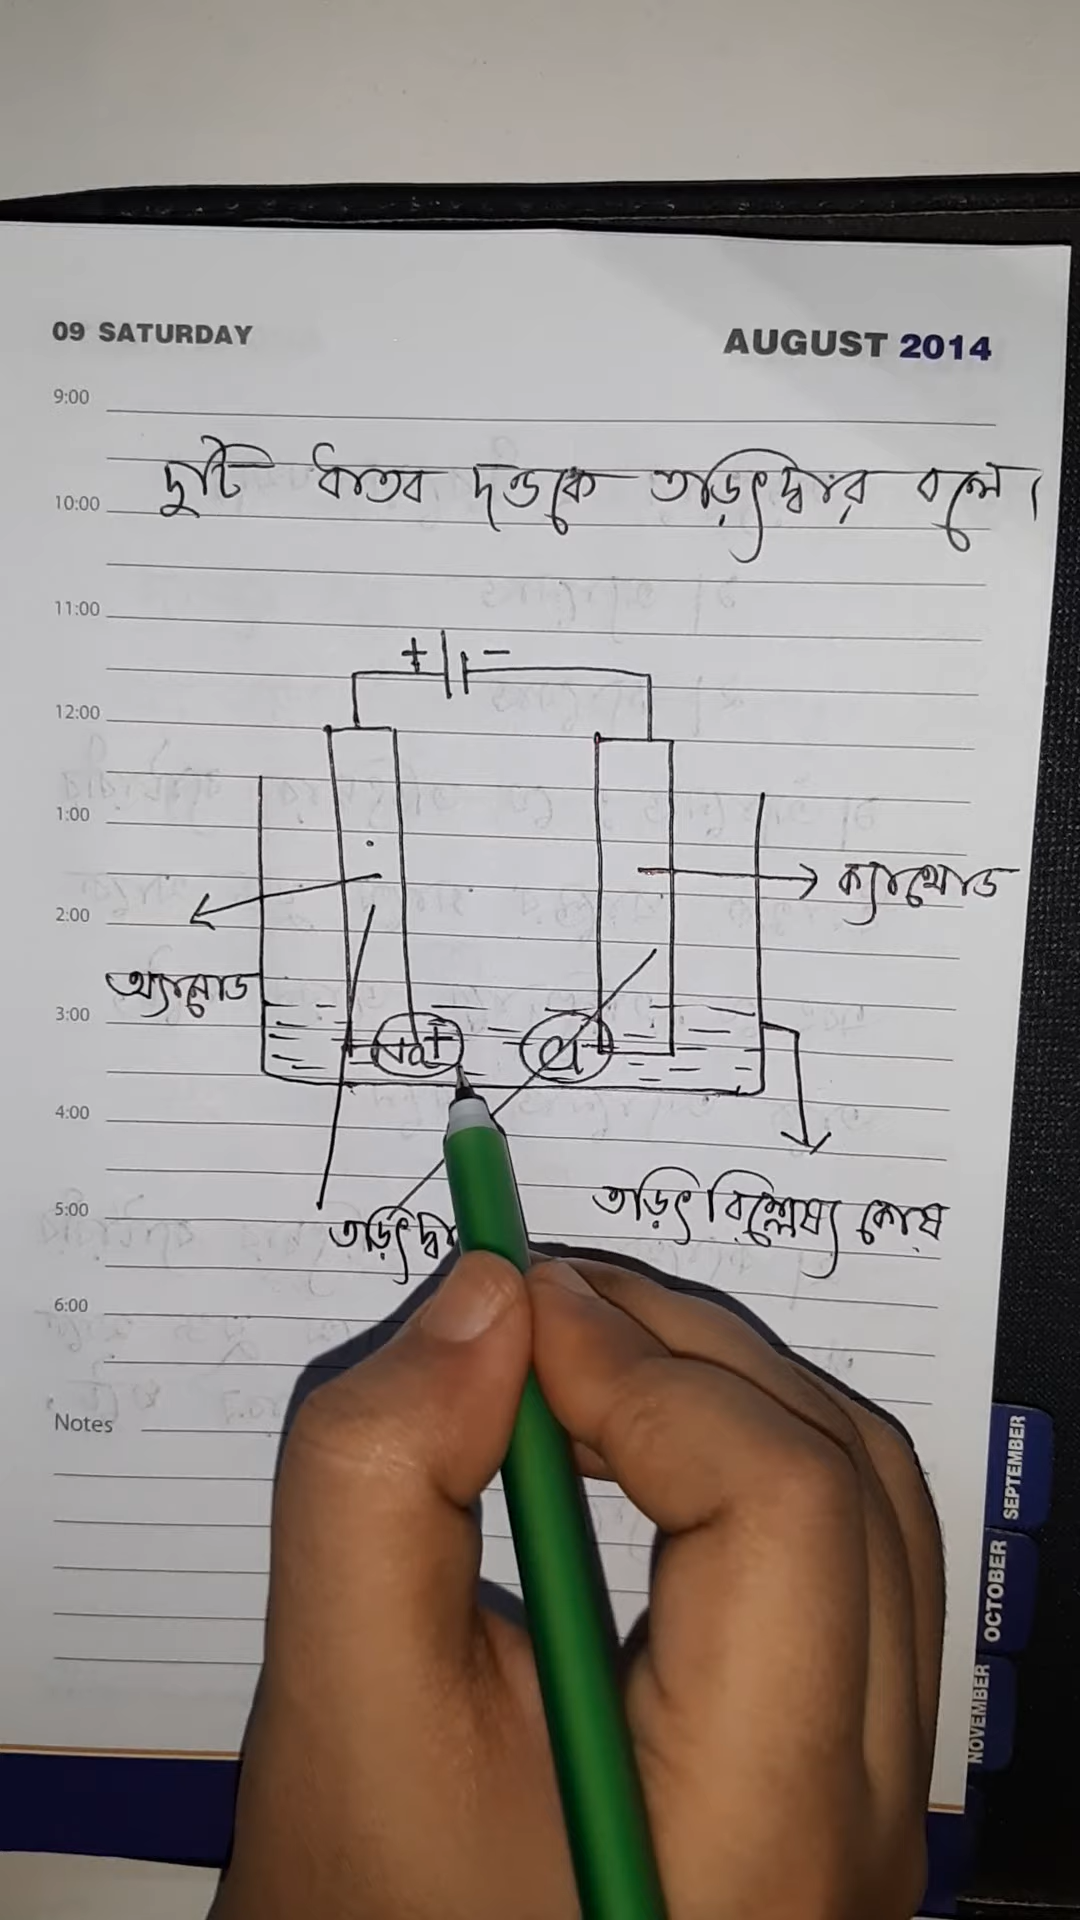 09 SATURDAY
AUGUST 2014
9:00
দুটি ধাতব দন্ডকে তড়িৎদ্বার বলে।
10:00
11:00
+ -
12:00
1:00
ক্যাথোড
2:00
অ্যানোড
3:00
Na+ Cl-
4:00
তড়িৎ বিশ্লেষ্য কোষ
5:00
6:00
Notes
SEPTEMBER
OCTOBER
NOVEMBER